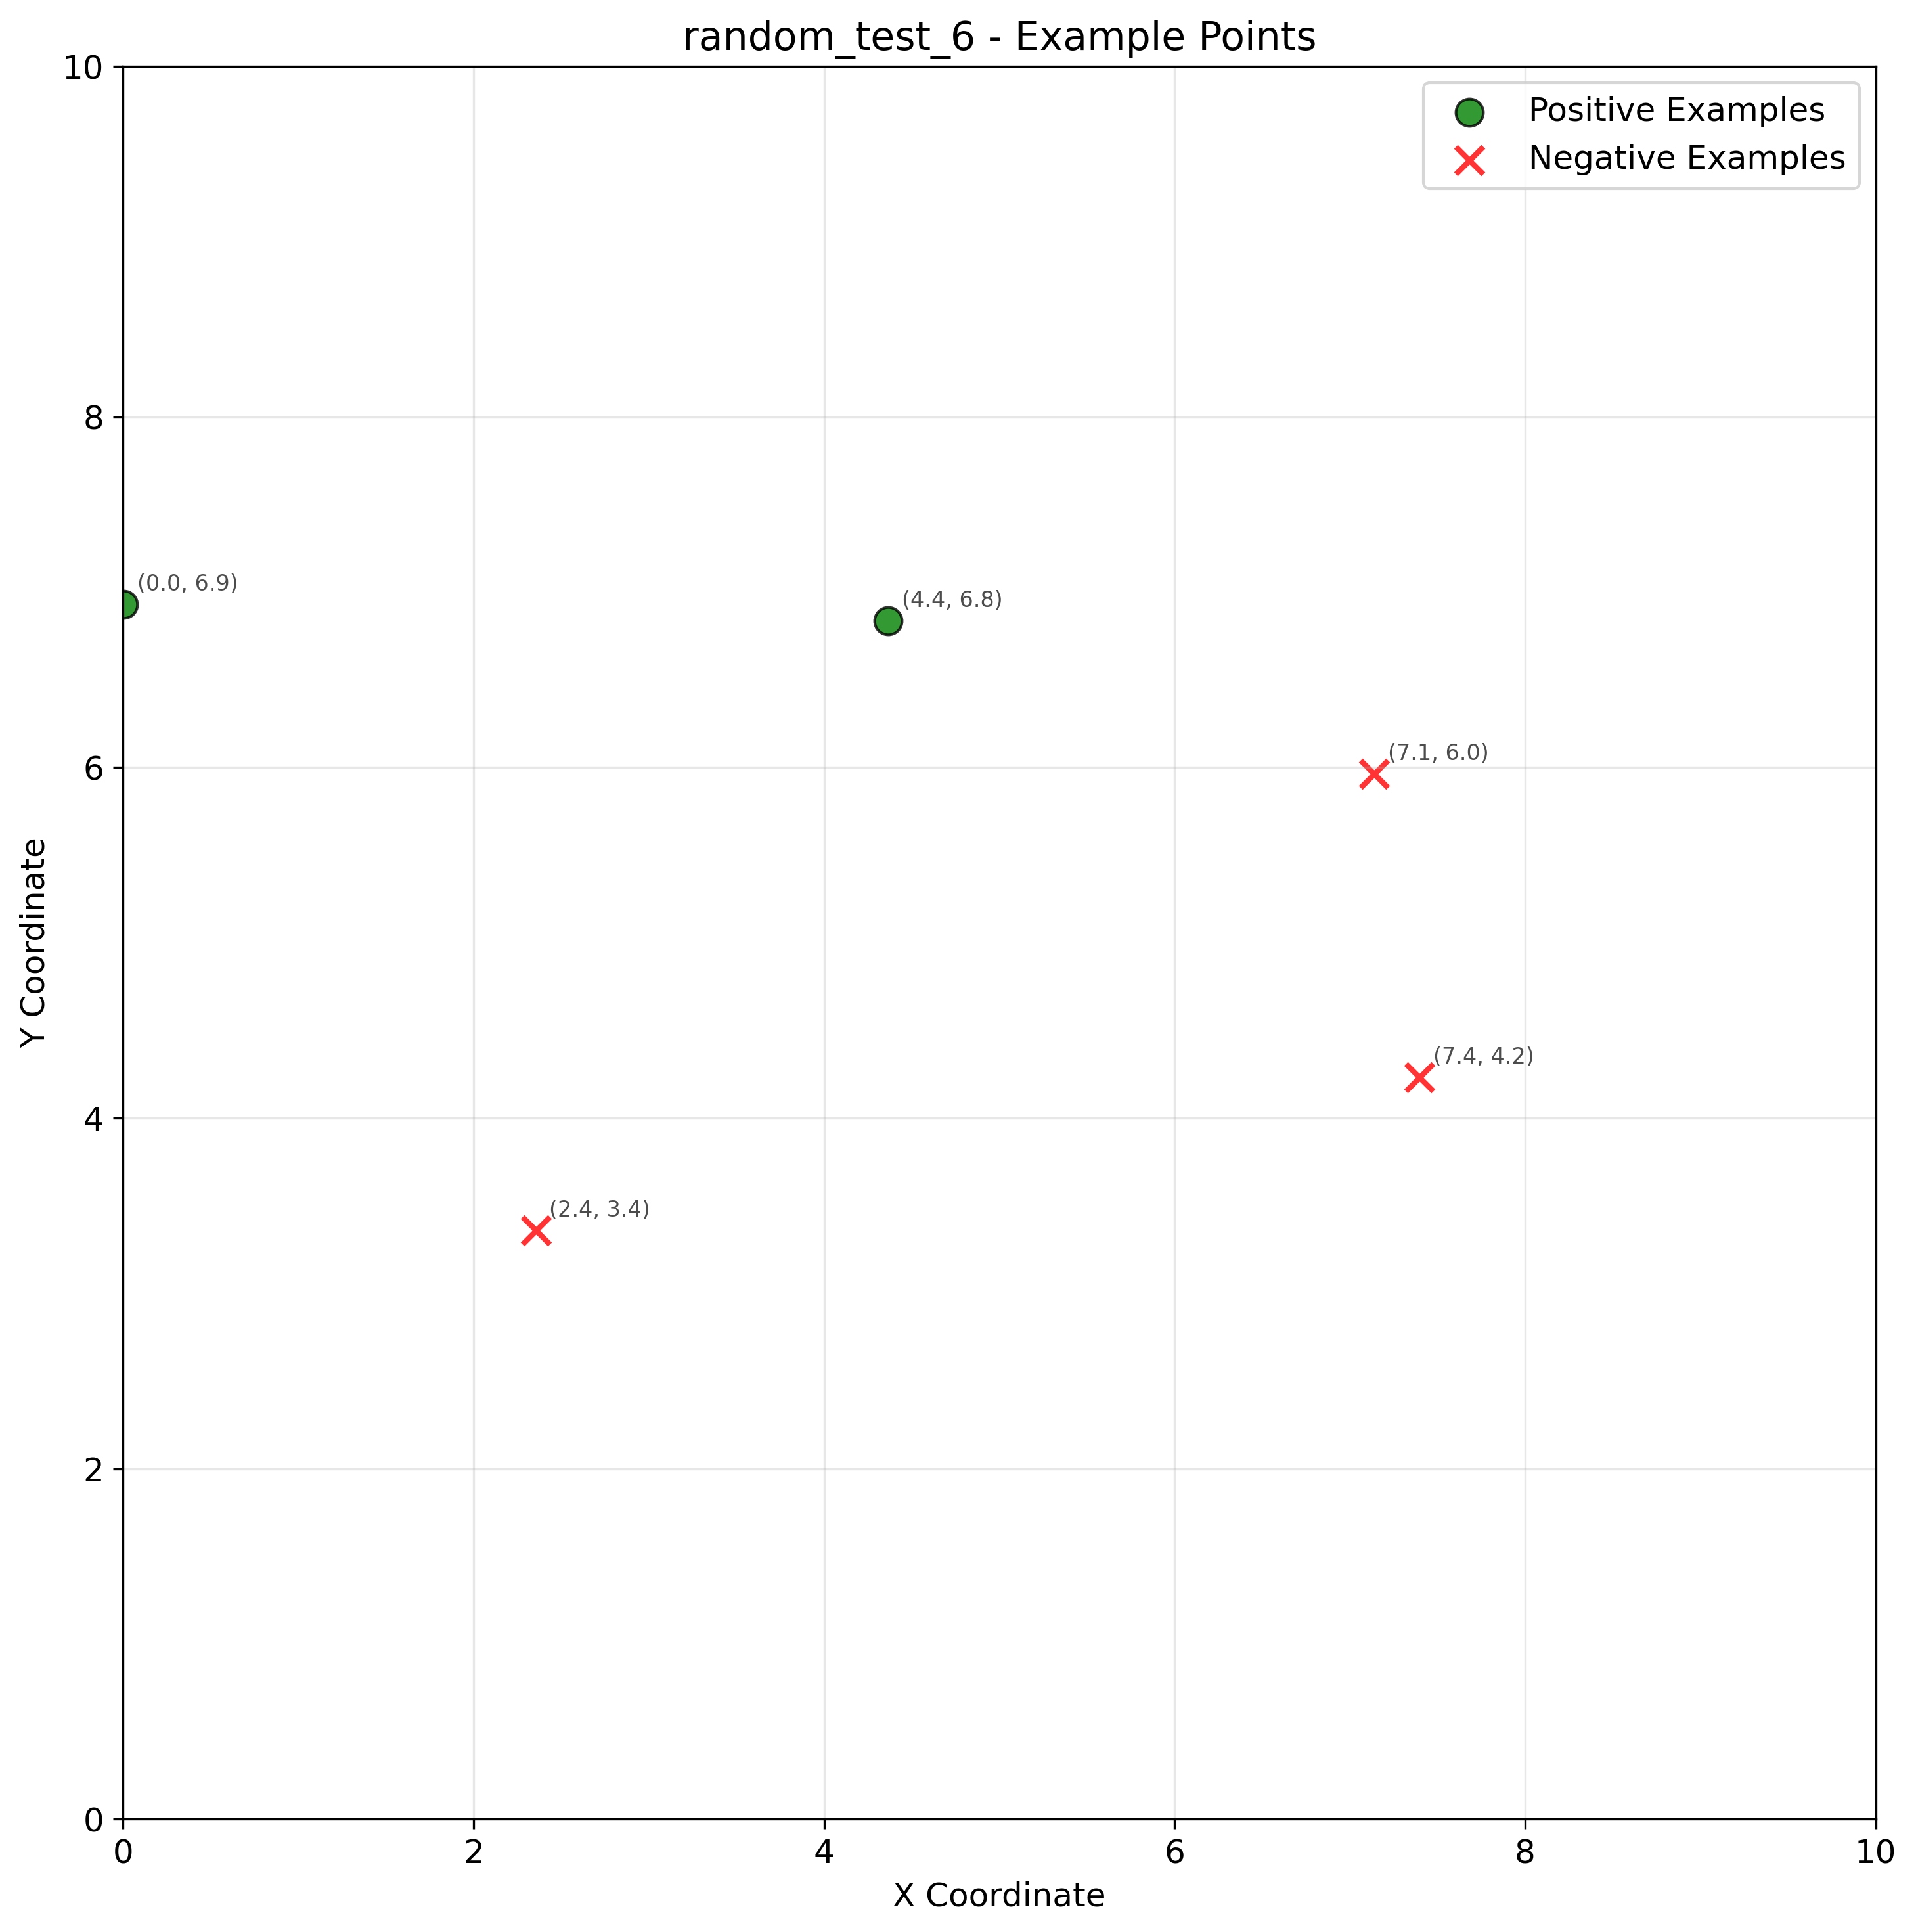 random_test_6 - Example Points
10
Positive Examples
Negative Examples
8
(0.0, 6.9)
(4.4, 6.8)
6
(7.1, 6.0)
Y Coordinate
(7.4, 4.2)
4
(2.4, 3.4)
2
0
0 2 4 6 8 10
X Coordinate